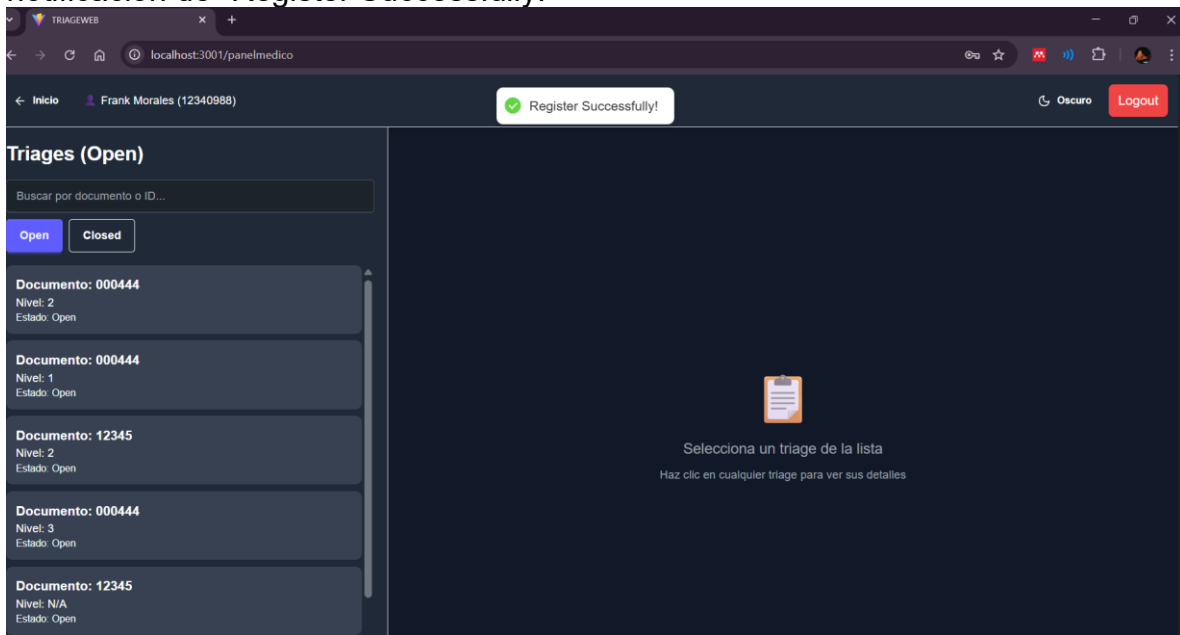 notificación de "Register Successfully!"
TRIAGEWEB
localhost:3001/panelmedico
Inicio
Frank Morales (12340988)
Register Successfully!
Oscuro
Logout
Triages (Open)
Buscar por documento o ID...
Open
Closed
Documento: 000444
Nivel: 2
Estado: Open
Documento: 000444
Nivel: 1
Estado: Open
Documento: 12345
Nivel: 2
Estado: Open
Documento: 000444
Nivel: 3
Estado: Open
Documento: 12345
Nivel: N/A
Estado: Open
Selecciona un triage de la lista
Haz clic en cualquier triage para ver sus detalles